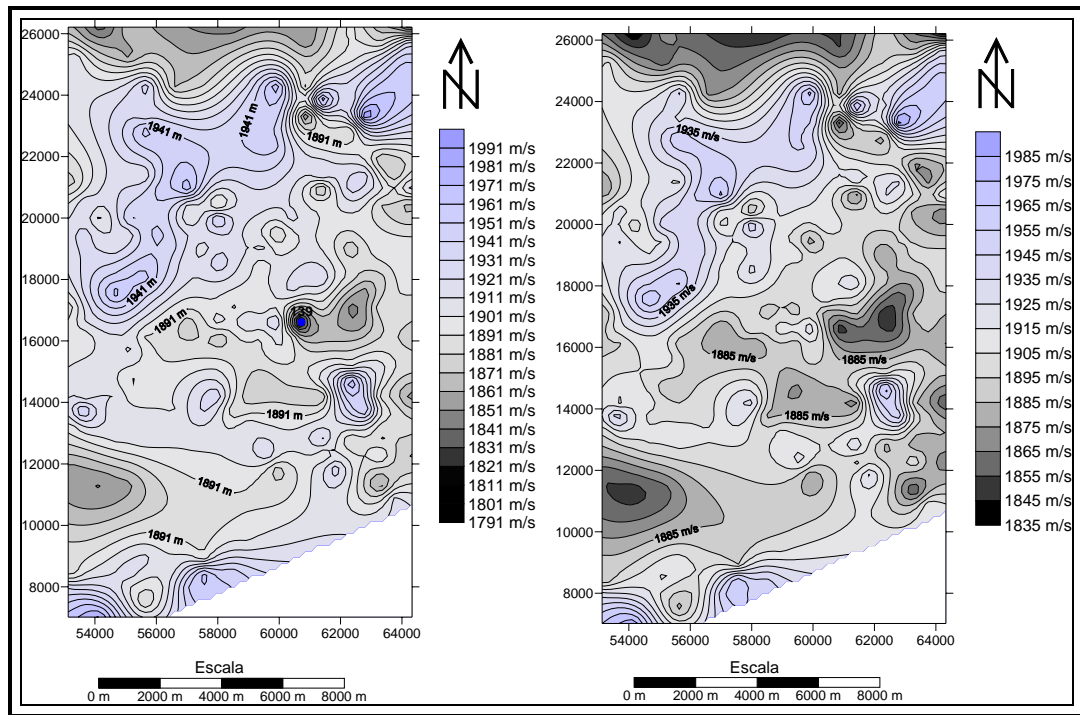 26000
24000
22000
20000
18000
16000
14000
12000
10000
8000
54000 56000 58000 60000 62000 64000
1941 m
1941 m
1891 m
1941 m
1891 m
139
1891 m
1891 m
1891 m
1991 m/s
1981 m/s
1971 m/s
1961 m/s
1951 m/s
1941 m/s
1931 m/s
1921 m/s
1911 m/s
1901 m/s
1891 m/s
1881 m/s
1871 m/s
1861 m/s
1851 m/s
1841 m/s
1831 m/s
1821 m/s
1811 m/s
1801 m/s
1791 m/s
Escala
0 m 2000 m 4000 m 6000 m 8000 m
26000
24000
22000
20000
18000
16000
14000
12000
10000
8000
54000 56000 58000 60000 62000 64000
1935 m/s
1935 m/s
1885 m/s
1885 m/s
1885 m/s
1885 m/s
1985 m/s
1975 m/s
1965 m/s
1955 m/s
1945 m/s
1935 m/s
1925 m/s
1915 m/s
1905 m/s
1895 m/s
1885 m/s
1875 m/s
1865 m/s
1855 m/s
1845 m/s
1835 m/s
Escala
0 m 2000 m 4000 m 6000 m 8000 m